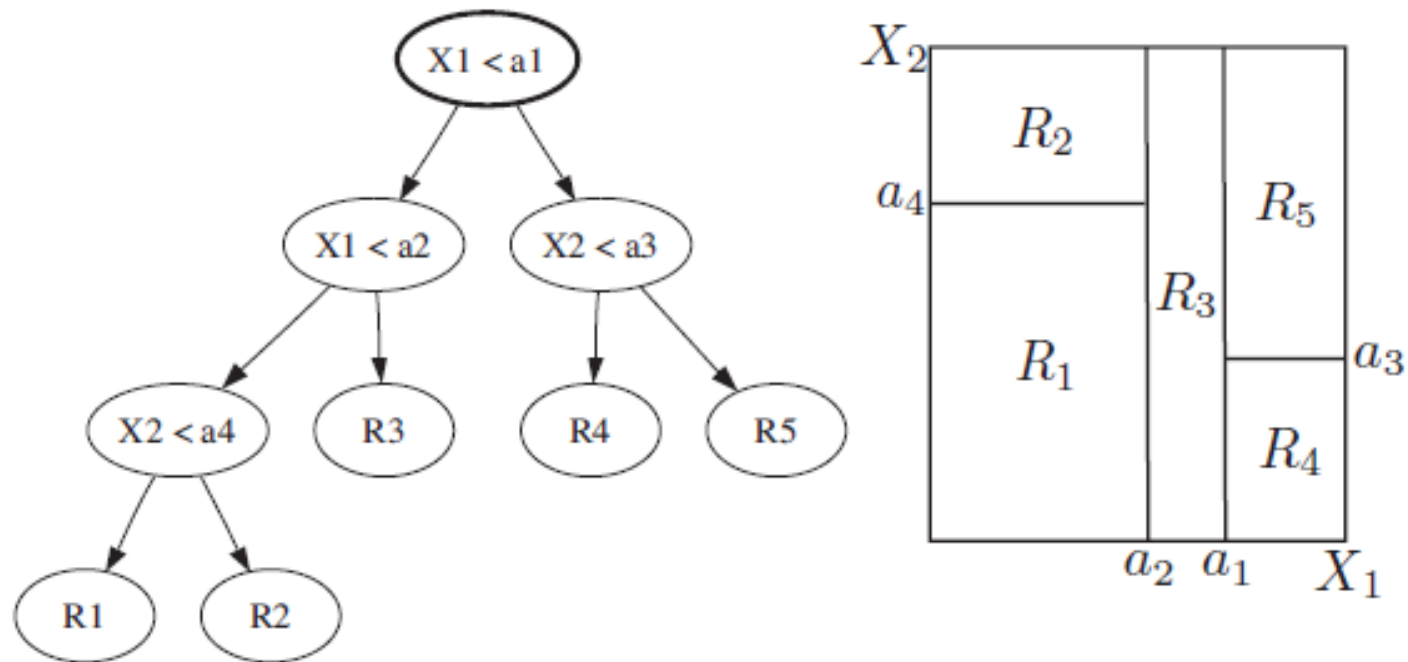 X1 < a1
X1 < a2
X2 < a3
X2 < a4
R3
R4
R5
R1
R2
X₂
R₂
a₄
R₅
R₃
R₁
a₃
R₄
a₂
a₁
X₁